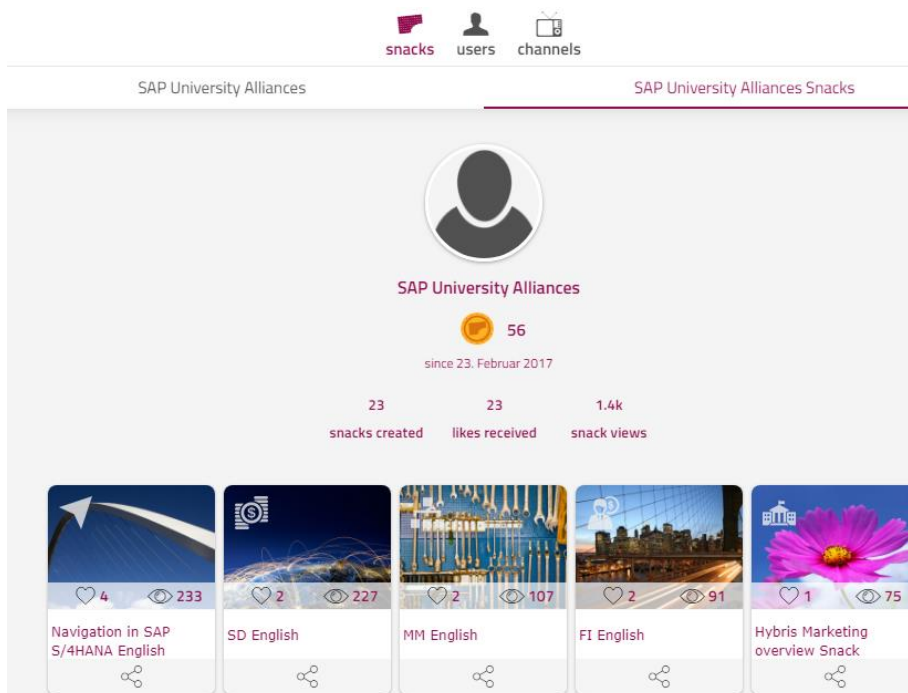 snacks users channels
SAP University Alliances
SAP University Alliances Snacks
SAP University Alliances
56
since 23. Februar 2017
23 23 1.4k
snacks created likes received snack views
4 233
2 227
2 107
2 91
1 75
Navigation in SAP
S/4HANA English
SD English
MM English
FI English
Hybris Marketing
overview Snack